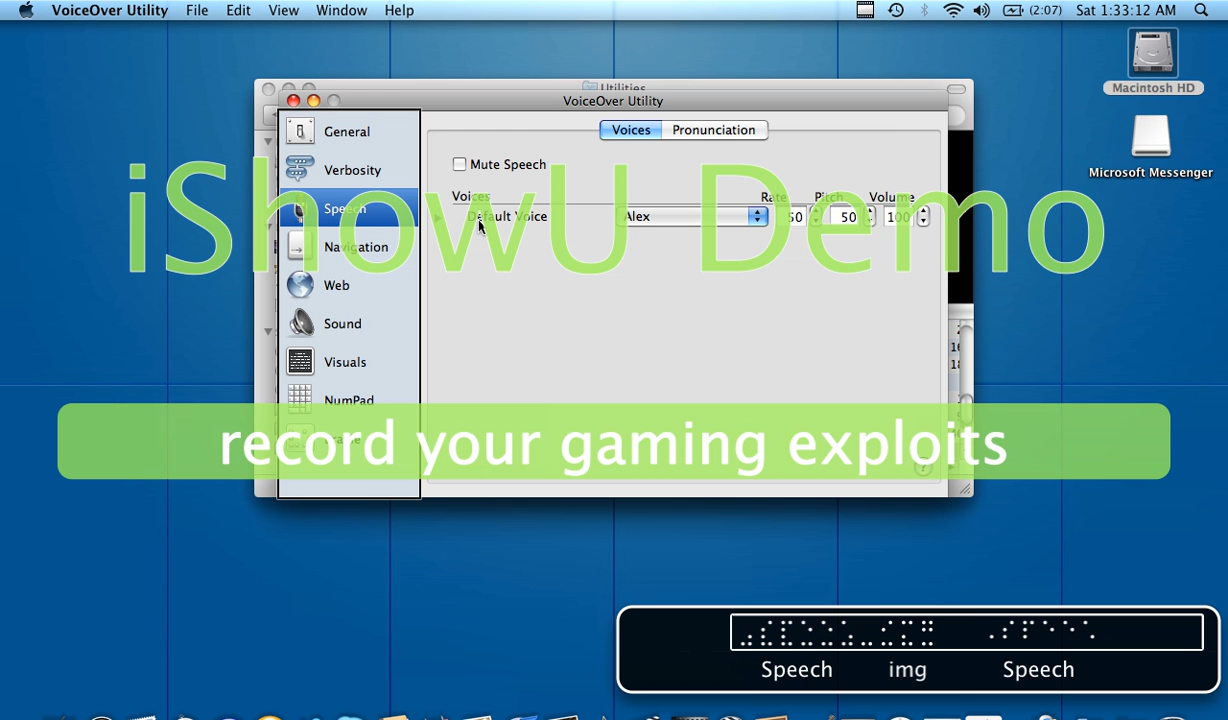 VoiceOver Utility File Edit View Window Help (2:07) Sat 1:33:12 AM
Macintosh HD
Utilities
VoiceOver Utility
General
Voices Pronunciation
Mute Speech
Verbosity
Microsoft Messenger
Voices Rate Pitch Volume
Speech
Default Voice Alex 50 50 100
iShowU Demo
Navigation
Web
Sound
Visuals
NumPad
record your gaming exploits
Speech img Speech